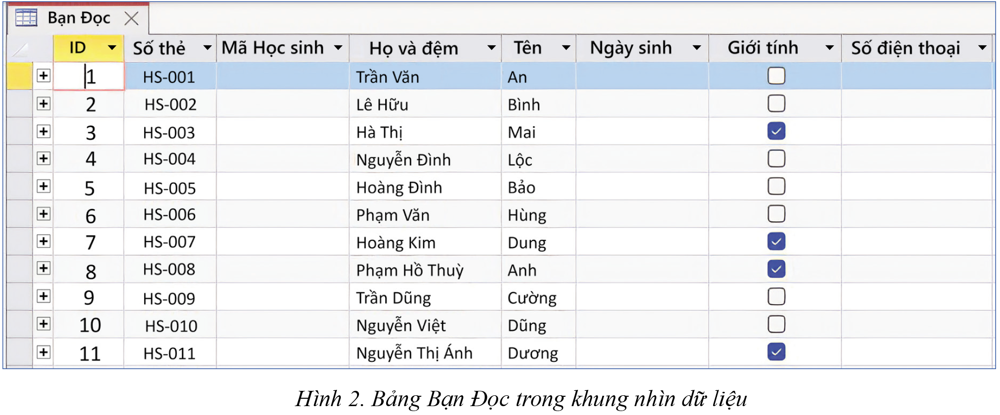 Bạn Đọc
ID Số thẻ Mã Học sinh Họ và đệm Tên Ngày sinh Giới tính Số điện thoại
1 HS-001 Trần Văn An
2 HS-002 Lê Hữu Bình
3 HS-003 Hà Thị Mai
4 HS-004 Nguyễn Đình Lộc
5 HS-005 Hoàng Đình Bảo
6 HS-006 Phạm Văn Hùng
7 HS-007 Hoàng Kim Dung
8 HS-008 Phạm Hồ Thuỳ Anh
9 HS-009 Trần Dũng Cường
10 HS-010 Nguyễn Việt Dũng
11 HS-011 Nguyễn Thị Ánh Dương
Hình 2. Bảng Bạn Đọc trong khung nhìn dữ liệu